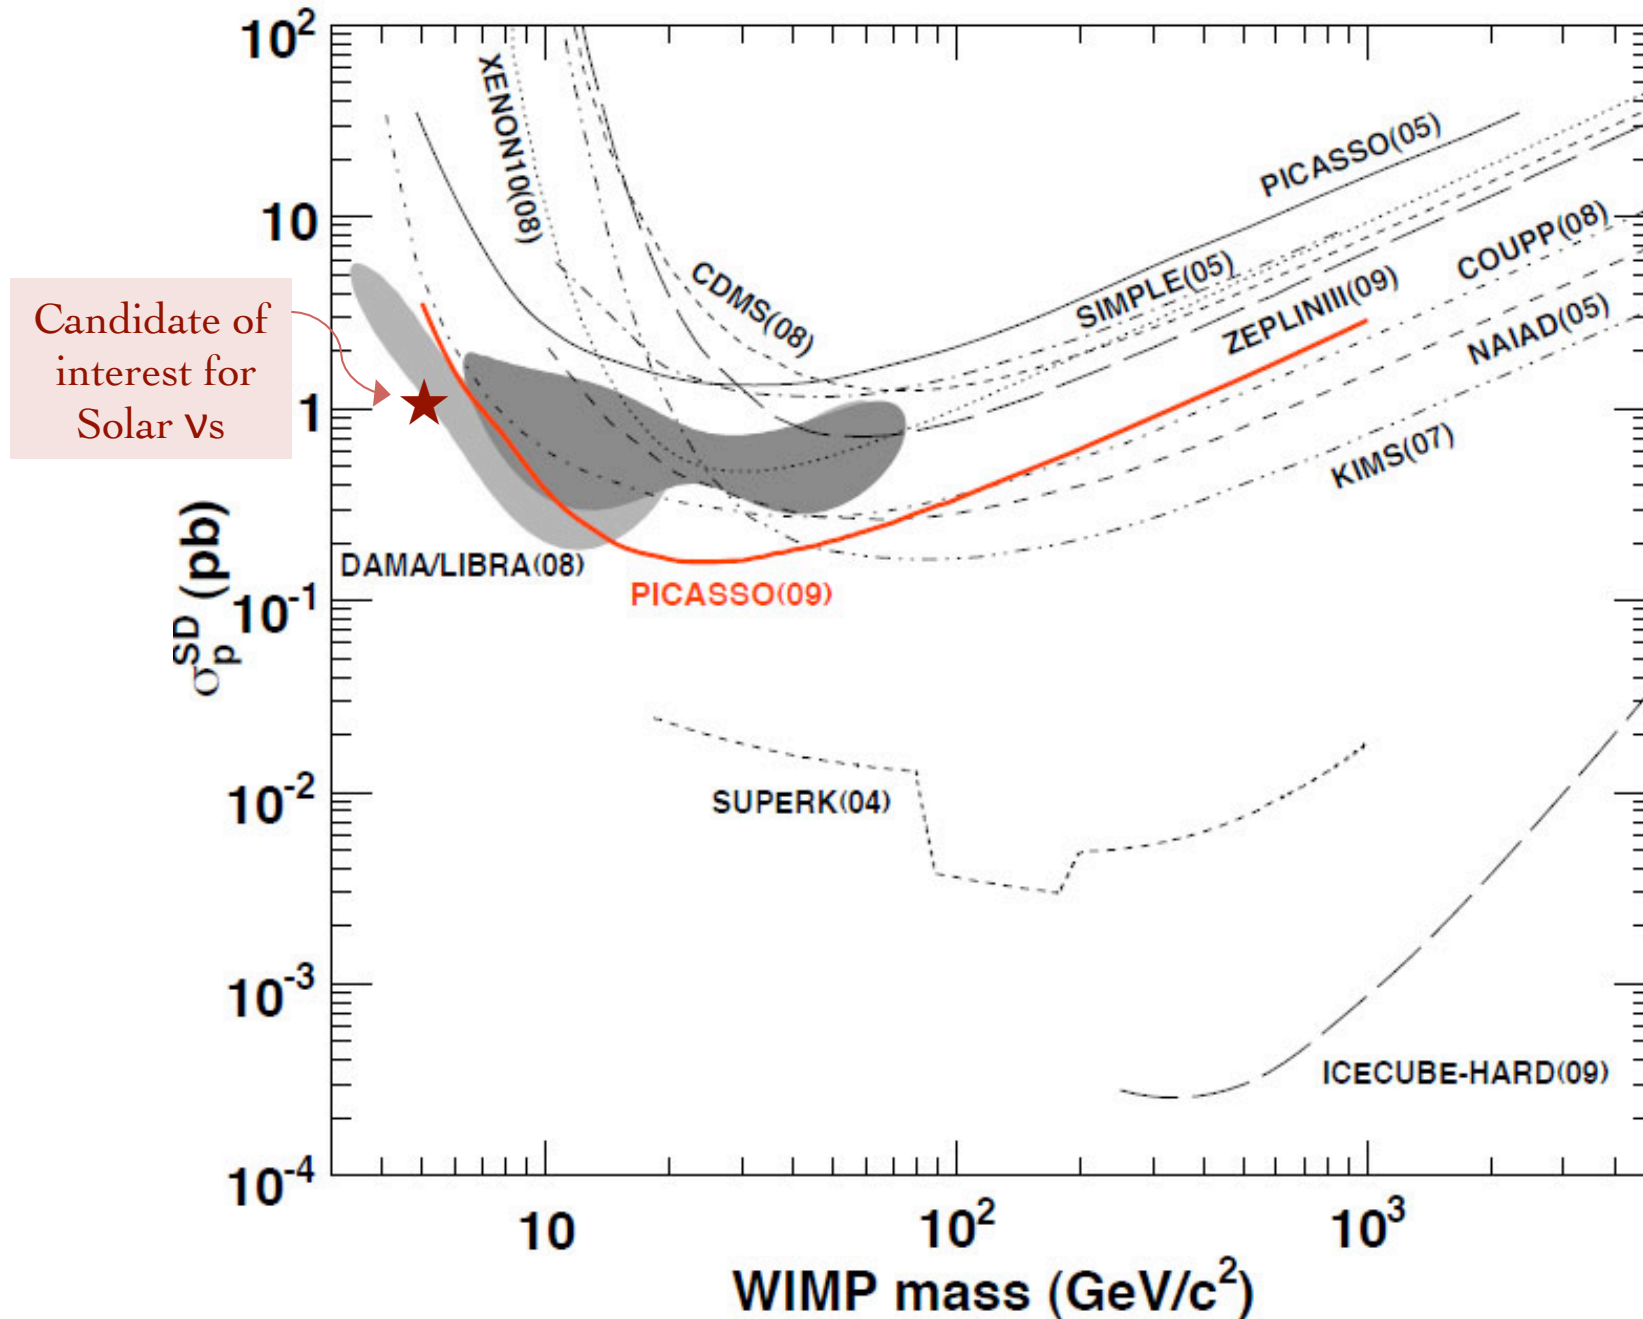 10²
10
1
10⁻¹
10⁻²
10⁻³
10⁻⁴
σ_p^SD (pb)
XENON10(08)
CDMS(08)
PICASSO(05)
SIMPLE(05)
COUPP(08)
ZEPLINIII(09)
NAIAD(05)
KIMS(07)
Candidate of
interest for
Solar νs
DAMA/LIBRA(08)
PICASSO(09)
SUPERK(04)
ICECUBE-HARD(09)
10
10²
10³
WIMP mass (GeV/c²)